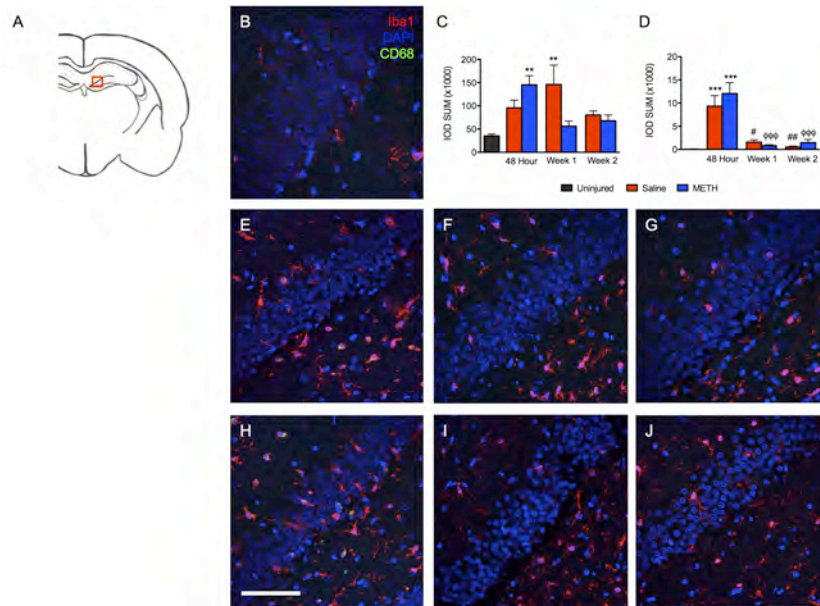 A
B
Iba1
DAPI
CD68
C
IOD SUM (x1000)
200
150
100
50
0
**
**
48 Hour
Week 1
Week 2
D
IOD SUM (x1000)
20
15
10
5
0
***
***
#
ϕϕϕ
##
ϕϕϕ
48 Hour
Week 1
Week 2
Uninjured
Saline
METH
E
F
G
H
I
J